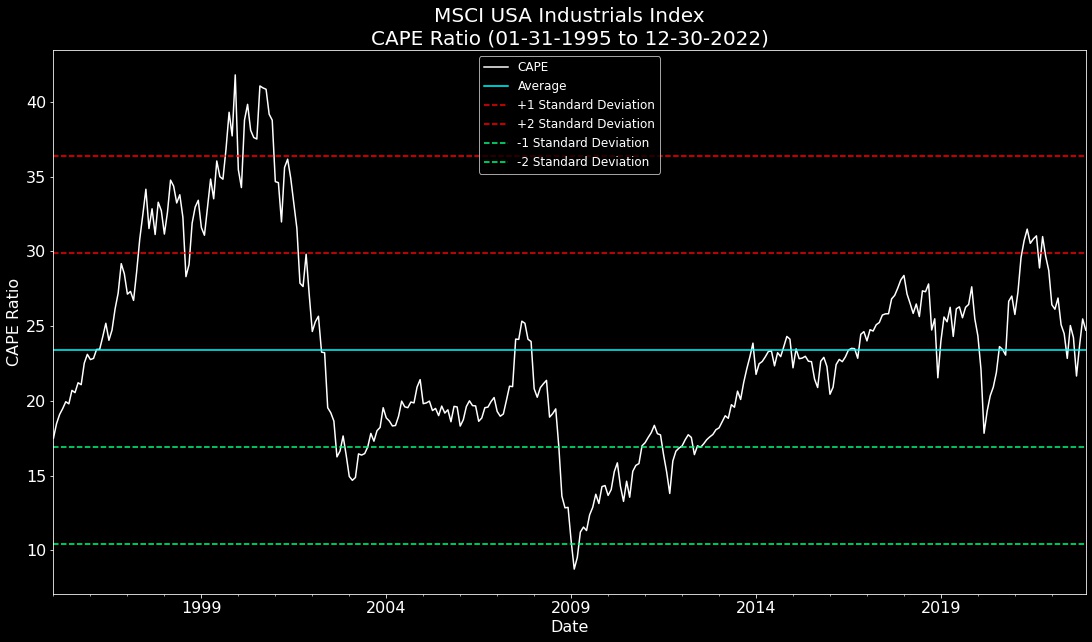 MSCI USA Industrials Index
CAPE Ratio (01-31-1995 to 12-30-2022)
CAPE
Average
+1 Standard Deviation
+2 Standard Deviation
-1 Standard Deviation
-2 Standard Deviation
CAPE Ratio
40
35
30
25
20
15
10
1999
2004
2009
2014
2019
Date